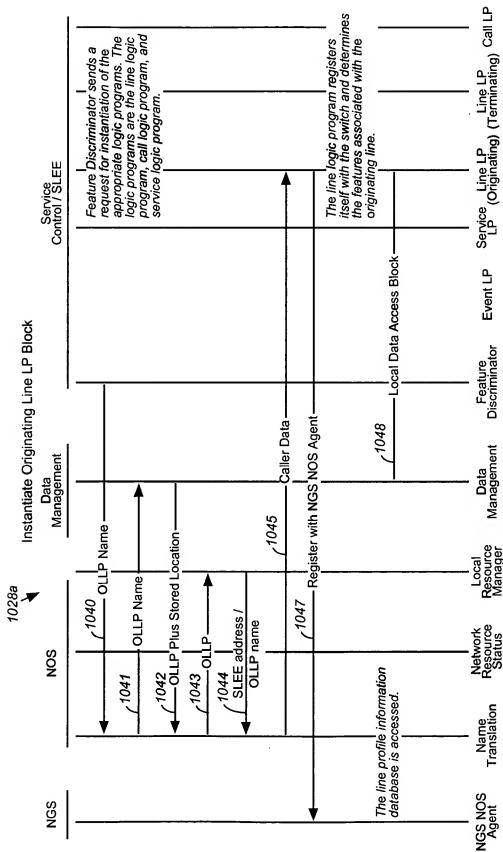 1028a
Instantiate Originating Line LP Block
NGS
NOS
Data
Management
Service
Control / SLEE
1040
OLLP Name
Feature Discriminator sends a
request for instantiation of the
appropriate logic programs. The
logic programs are the line logic
program, call logic program, and
service logic program.
1041
OLLP Name
1042
OLLP Plus Stored Location
1043
OLLP
1044
SLEE address /
OLLP name
1045
Caller Data
1047
Register with NGS NOS Agent
The line logic program registers
itself with the switch and determines
the features associated with the
originating line.
The line profile information
database is accessed.
1048
Local Data Access Block
NGS NOS
Agent
Name
Translation
Network
Resource
Status
Local
Resource
Manager
Data
Management
Feature
Discriminator
Event LP
Service
LP
Line LP
(Originating)
Line LP
(Terminating)
Call LP